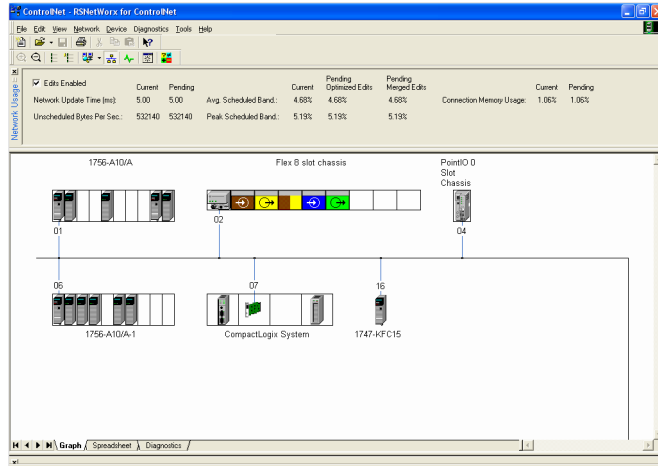 ControlNet - RSNetWorx for ControlNet
File Edit View Network Device Diagnostics Tools Help
Network Usage
Edits Enabled
Current Pending
Current
Pending Optimized Edits
Pending Merged Edits
Current Pending
Network Update Time (ms): 5.00 5.00 Avg. Scheduled Band.: 4.68% 4.68% 4.68% Connection Memory Usage: 1.06% 1.06%
Unscheduled Bytes Per Sec.: 532140 532140 Peak Scheduled Band.: 5.19% 5.19% 5.19%
1756-A10/A
Flex 8 slot chassis
PointIO 0
Slot
Chassis
01
02
04
06
07
16
1756-A10/A-1
CompactLogix System
1747-KFC15
Graph Spreadsheet Diagnostics